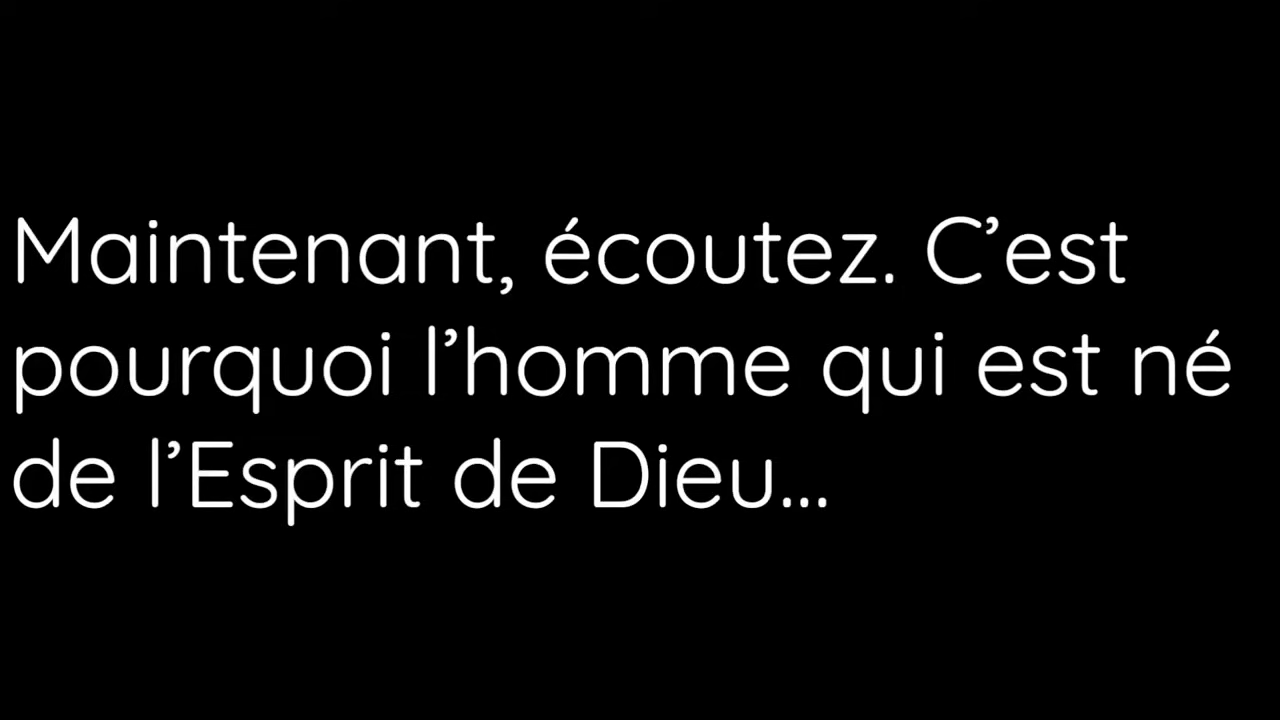 Maintenant, écoutez. C’est
pourquoi l’homme qui est né
de l’Esprit de Dieu...